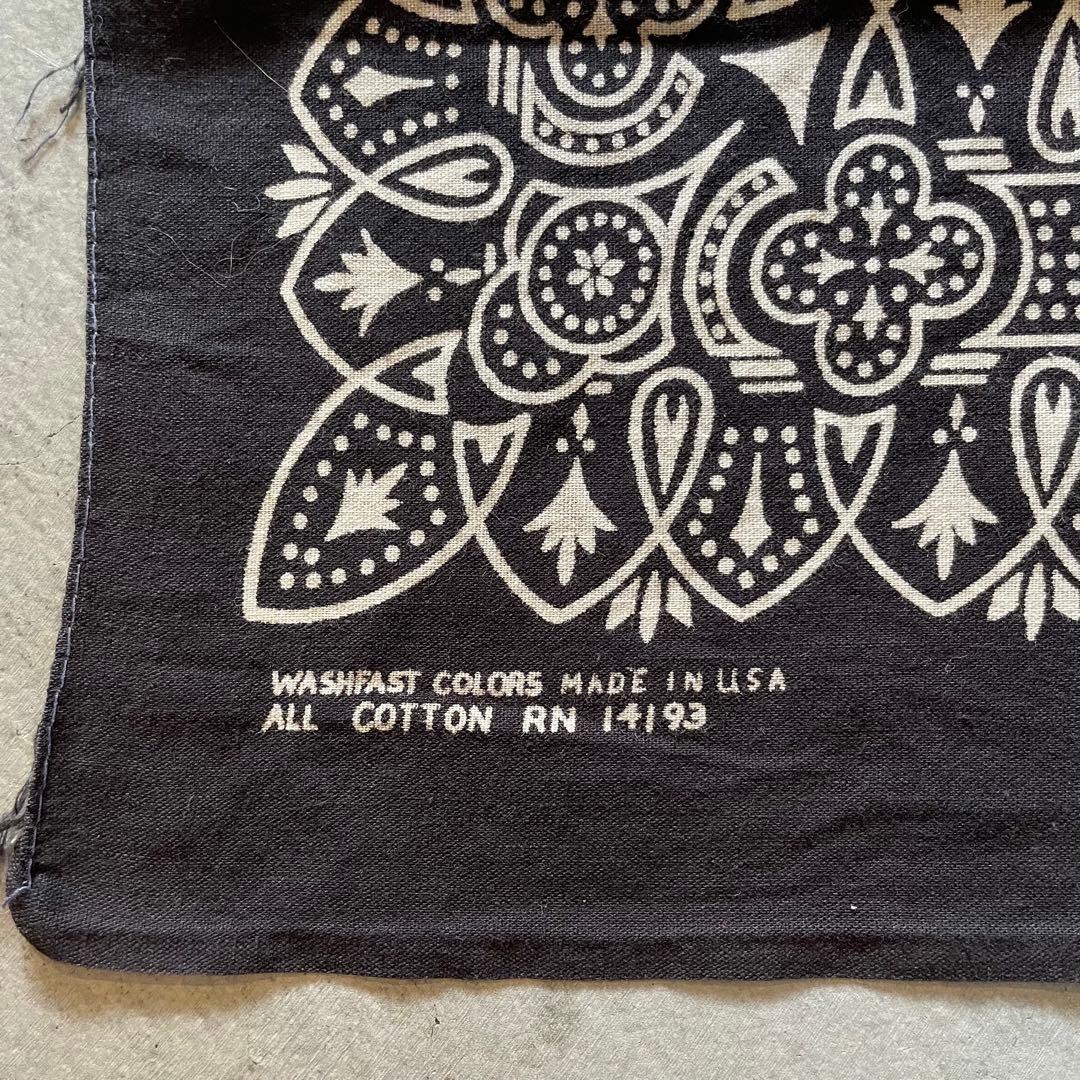 WASHFAST COLORS MADE IN USA
ALL COTTON RN 14193